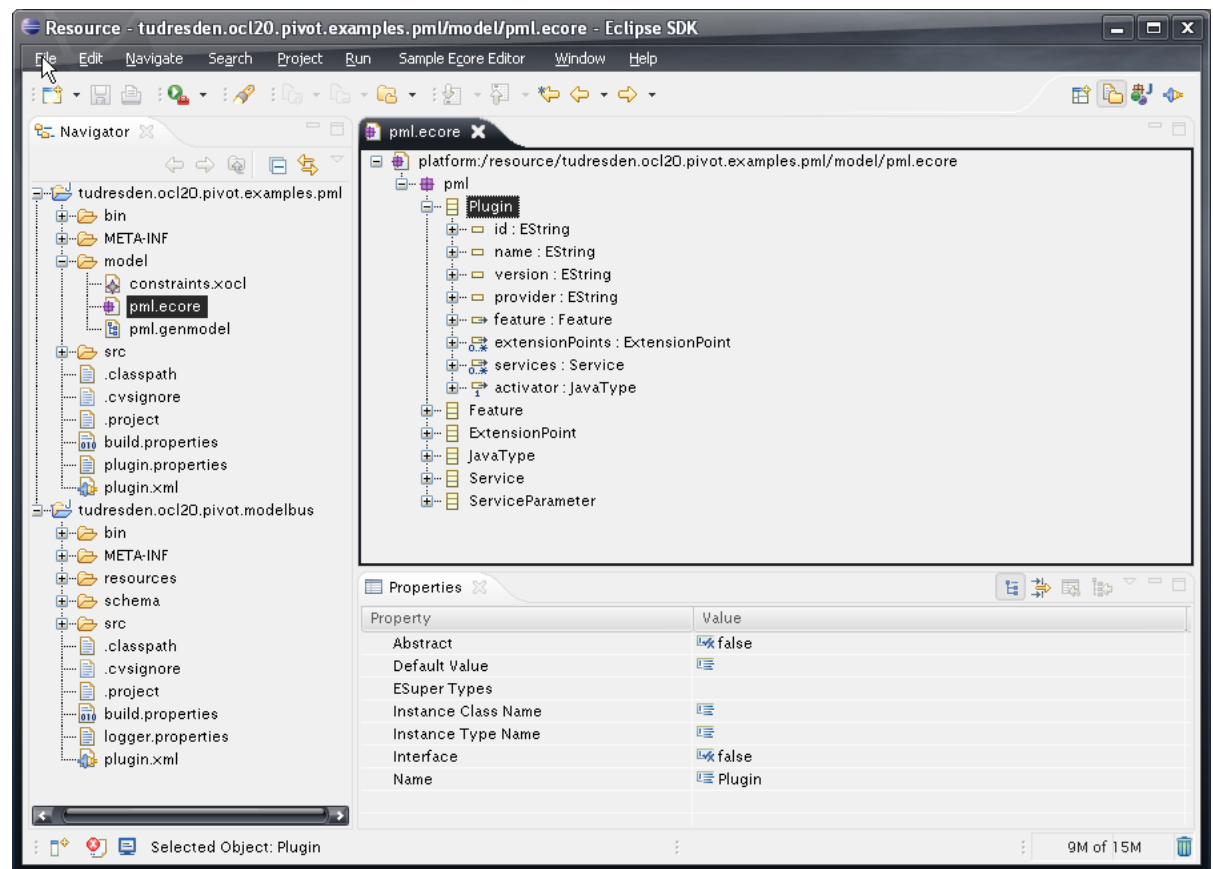 Resource - tudresden.ocl20.pivot.examples.pml/model/pml.ecore - Eclipse SDK
File Edit Navigate Search Project Run Sample Ecore Editor Window Help
Navigator
tudresden.ocl20.pivot.examples.pml
bin
META-INF
model
constraints.xocl
pml.ecore
pml.genmodel
src
.classpath
.cvsignore
.project
build.properties
plugin.properties
plugin.xml
tudresden.ocl20.pivot.modelbus
bin
META-INF
resources
schema
src
.classpath
.cvsignore
.project
build.properties
logger.properties
plugin.xml
pml.ecore
platform:/resource/tudresden.ocl20.pivot.examples.pml/model/pml.ecore
pml
Plugin
id : EString
name : EString
version : EString
provider : EString
feature : Feature
0..* extensionPoints : ExtensionPoint
0..* services : Service
1 activator : JavaType
Feature
ExtensionPoint
JavaType
Service
ServiceParameter
Properties
Property Value
Abstract false
Default Value
ESuper Types
Instance Class Name
Instance Type Name
Interface false
Name Plugin
Selected Object: Plugin
9M of 15M